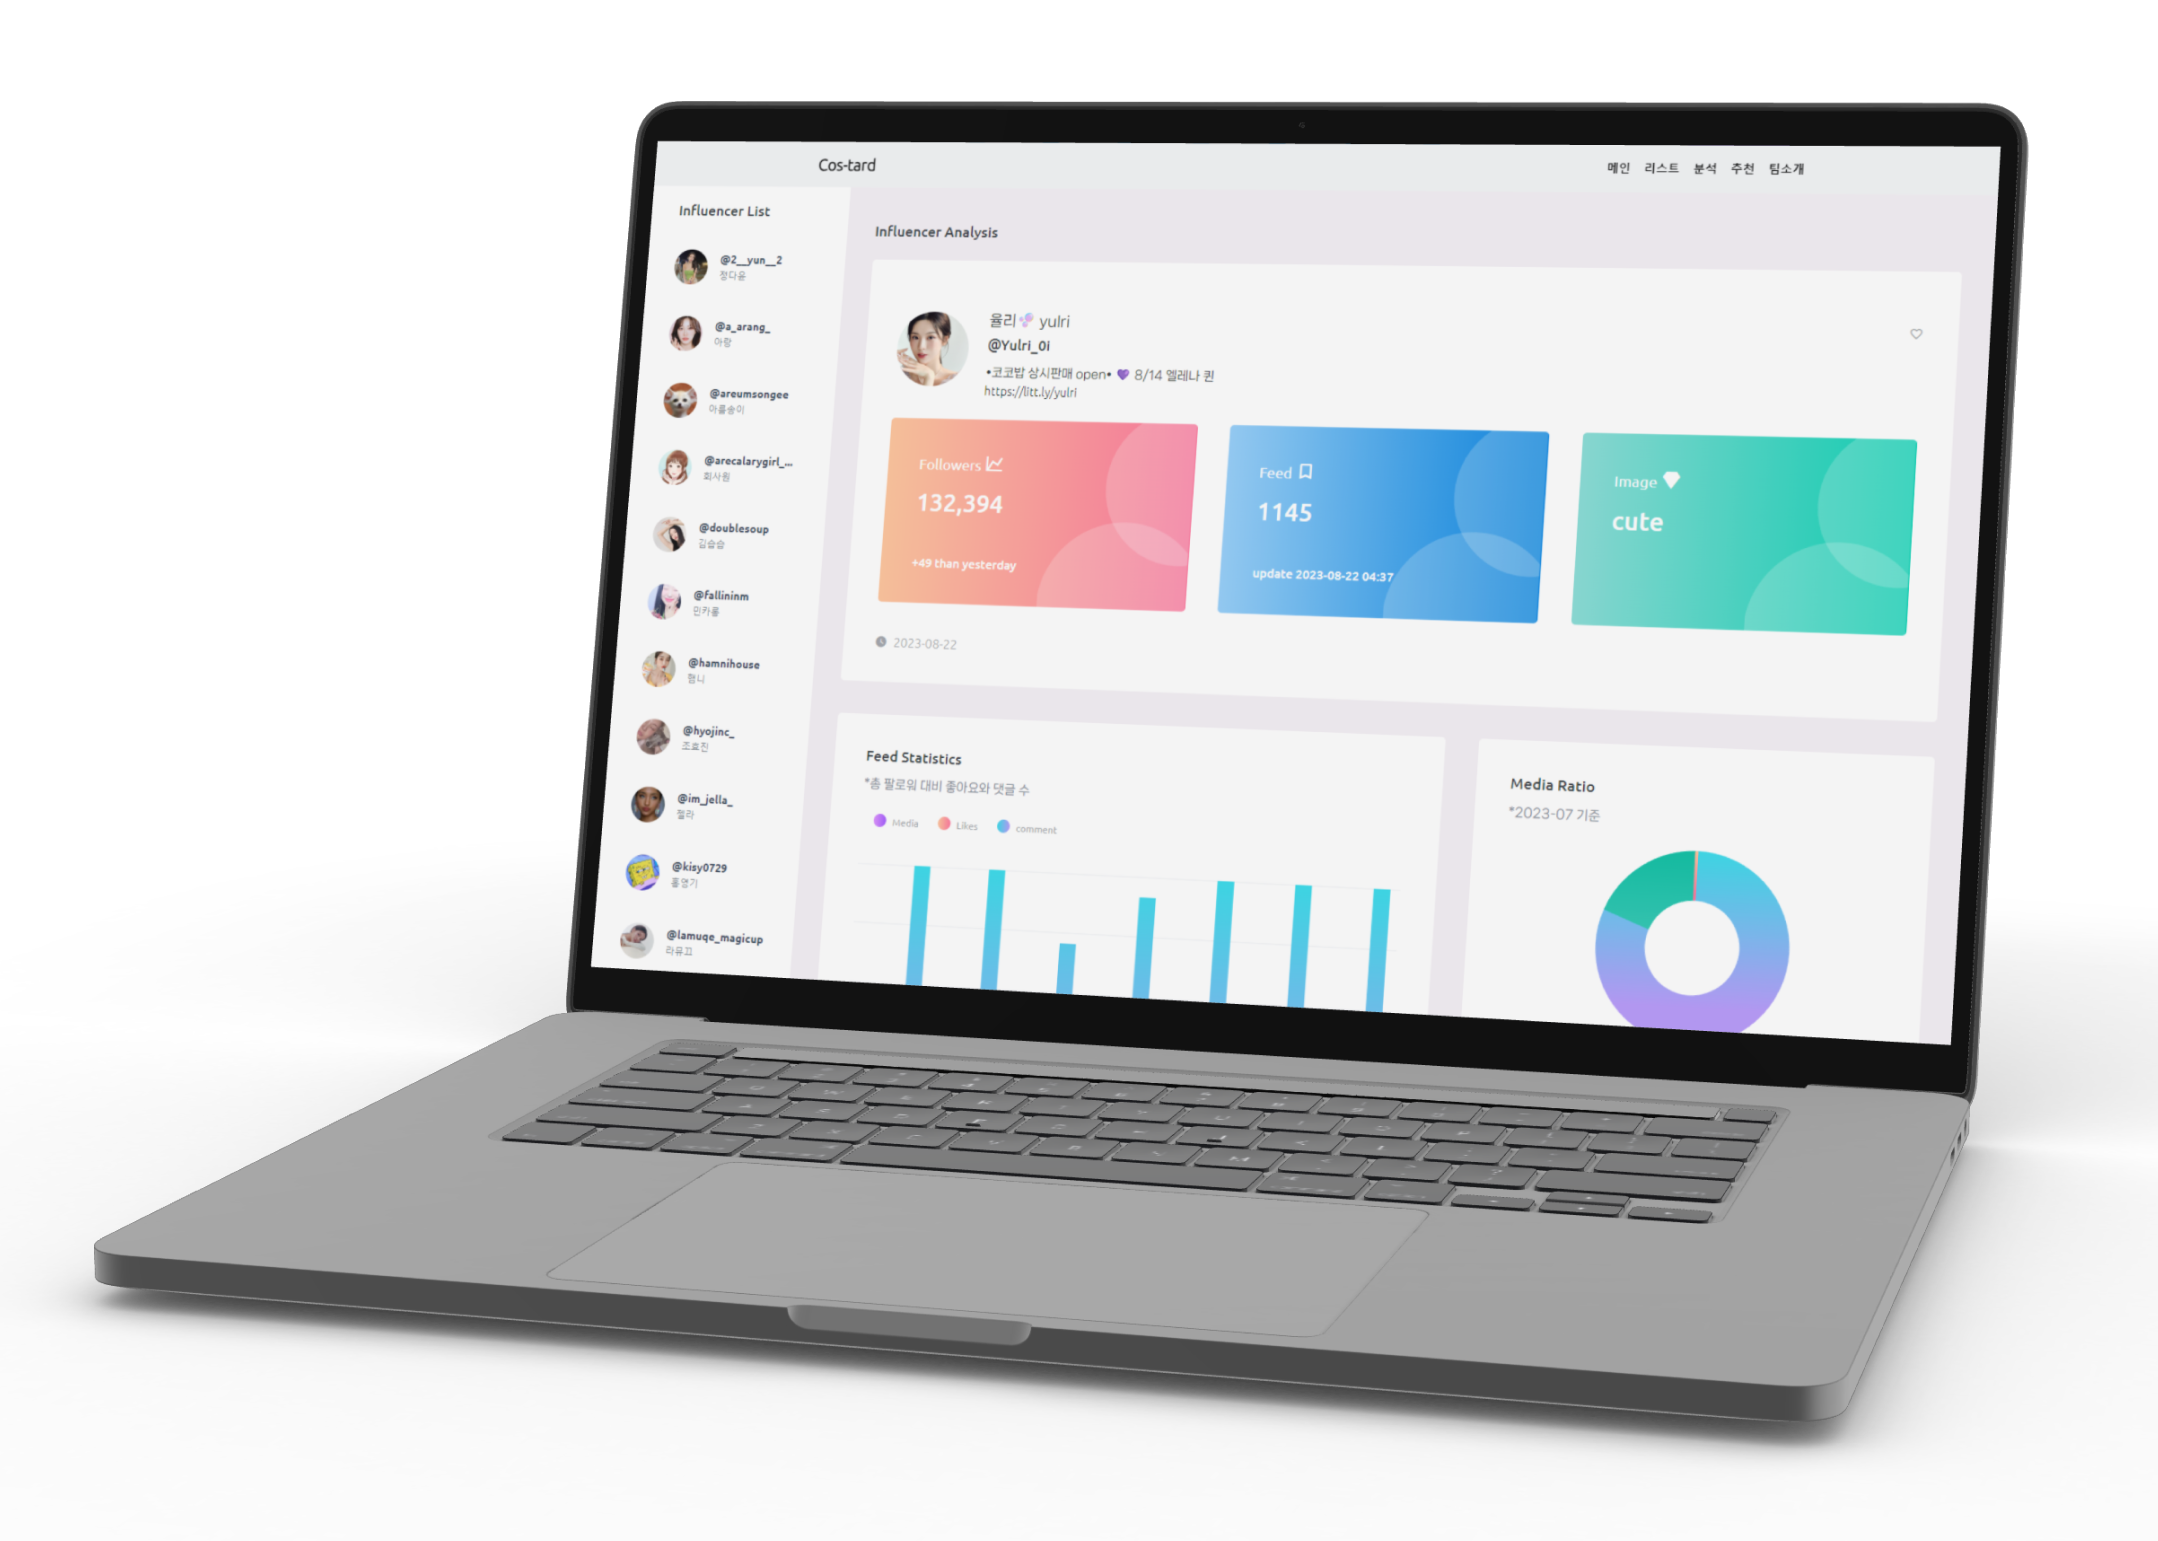 Cos-tard
메인 리스트 분석 추천 팀소개
Influencer List
@2__yun__2
정다윤
@a_arang_
아랑
@areumsongee
아름송이
@arecalarygirl_...
회사원
@doublesoup
김습습
@fallininm
민카롱
@hamnihouse
햄니
@hyojinc_
조효진
@im_jella_
젤라
@kisy0729
홍영기
@lamuqe_magicup
라뮤끄
Influencer Analysis
율리 yulri
@Yulri_0i
•코코밥 상시판매 open• 💜 8/14 엘레나 퀸
https://litt.ly/yulri
Followers
132,394
+49 than yesterday
Feed
1145
update 2023-08-22 04:37
Image
cute
2023-08-22
Feed Statistics
*총 팔로워 대비 좋아요와 댓글 수
Media Likes comment
Media Ratio
*2023-07 기준